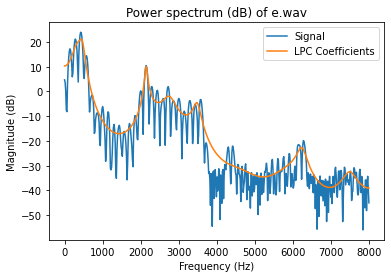 Power spectrum (dB) of e.wav
Signal
LPC Coefficients
Magnitude (dB)
20
10
0
−10
−20
−30
−40
−50
0 1000 2000 3000 4000 5000 6000 7000 8000
Frequency (Hz)